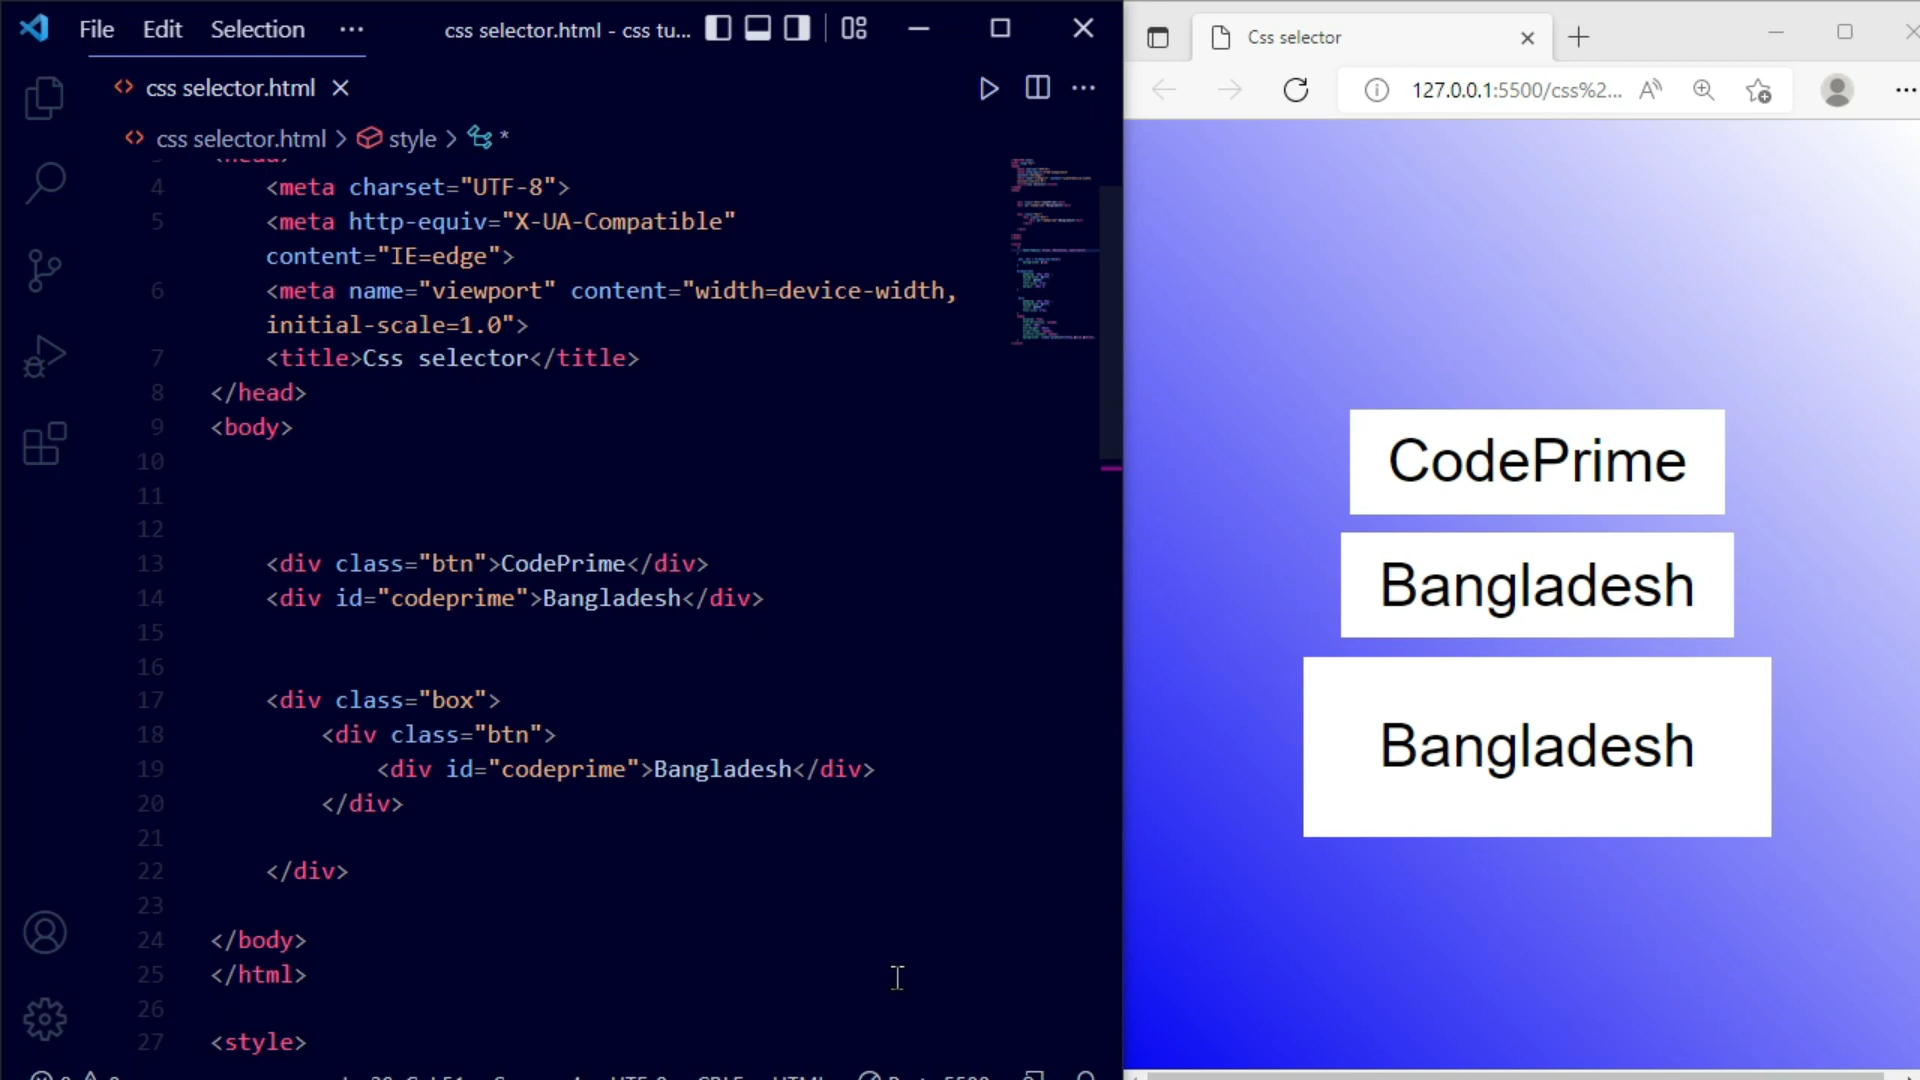 File Edit Selection ··· css selector.html - css tu...
css selector.html
css selector.html > style > *
4 <meta charset="UTF-8">
5 <meta http-equiv="X-UA-Compatible"
content="IE=edge">
6 <meta name="viewport" content="width=device-width,
initial-scale=1.0">
7 <title>Css selector</title>
8 </head>
9 <body>
10
11
12
13 <div class="btn">CodePrime</div>
14 <div id="codeprime">Bangladesh</div>
15
16
17 <div class="box">
18 <div class="btn">
19 <div id="codeprime">Bangladesh</div>
20 </div>
21
22 </div>
23
24 </body>
25 </html>
26
27 <style>
Css selector
127.0.0.1:5500/css%2...
CodePrime
Bangladesh
Bangladesh